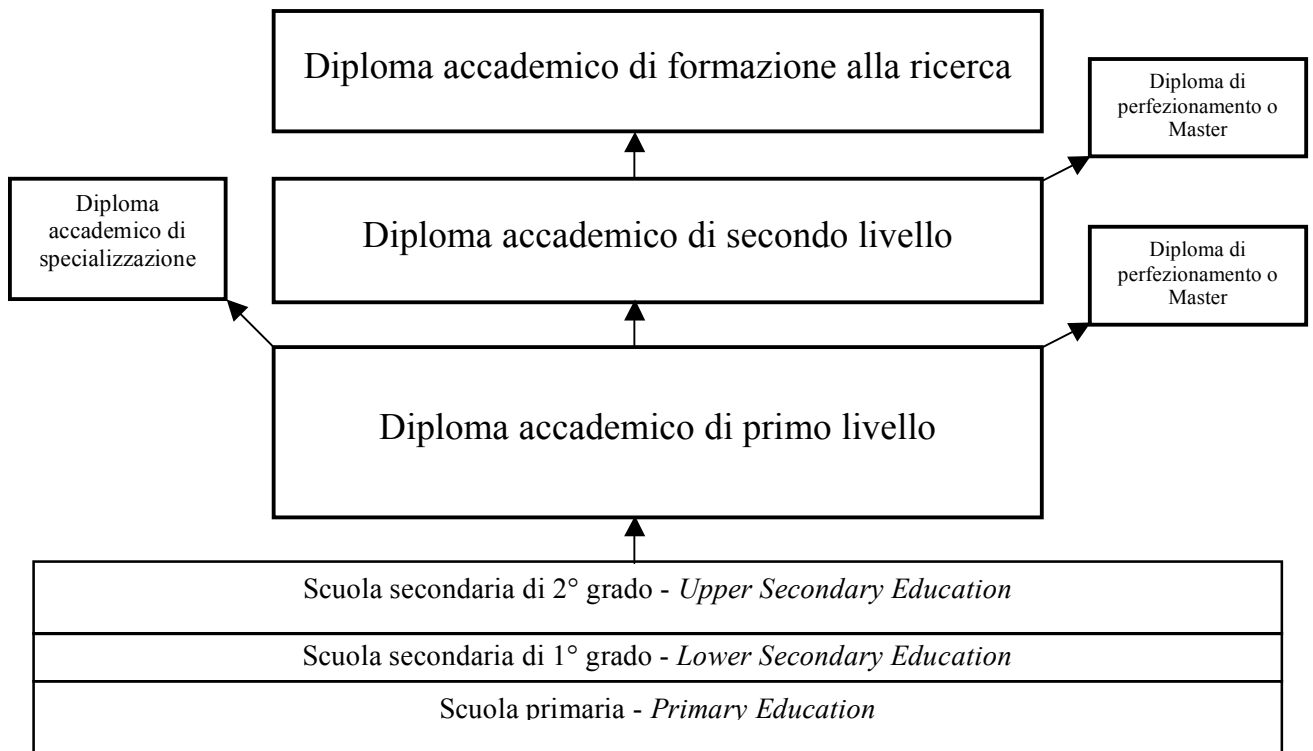 Diploma accademico di formazione alla ricerca
Diploma di
perfezionamento o
Master
Diploma
accademico di
specializzazione
Diploma accademico di secondo livello
Diploma di
perfezionamento o
Master
Diploma accademico di primo livello
Scuola secondaria di 2° grado - Upper Secondary Education
Scuola secondaria di 1° grado - Lower Secondary Education
Scuola primaria - Primary Education